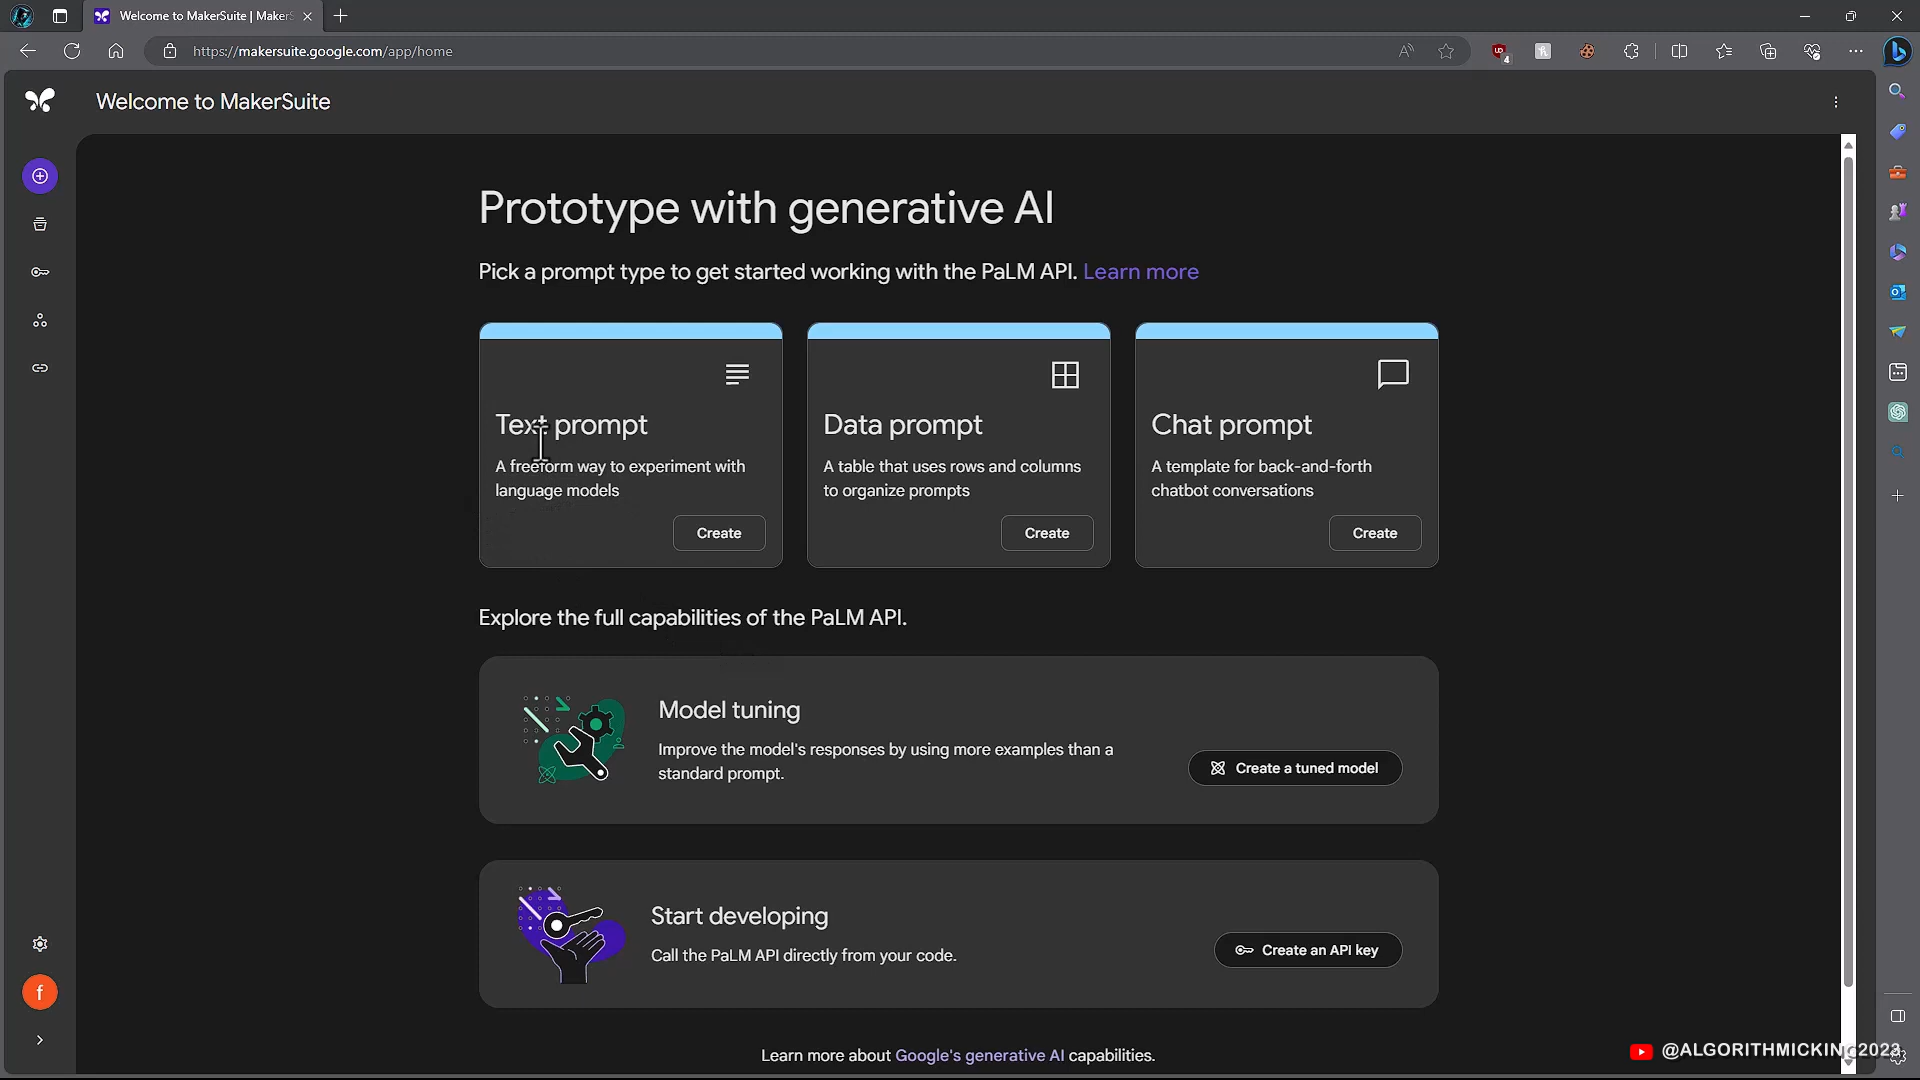 Welcome to MakerSuite | Makers
https://makersuite.google.com/app/home
4
Welcome to MakerSuite
Prototype with generative AI
Pick a prompt type to get started working with the PaLM API. Learn more
Text prompt
A freeform way to experiment with
language models
Create
Data prompt
A table that uses rows and columns
to organize prompts
Create
Chat prompt
A template for back-and-forth
chatbot conversations
Create
Explore the full capabilities of the PaLM API.
Model tuning
Improve the model's responses by using more examples than a
standard prompt.
Create a tuned model
Start developing
Call the PaLM API directly from your code.
Create an API key
f
Learn more about Google's generative AI capabilities.
@ALGORITHMICKING2023